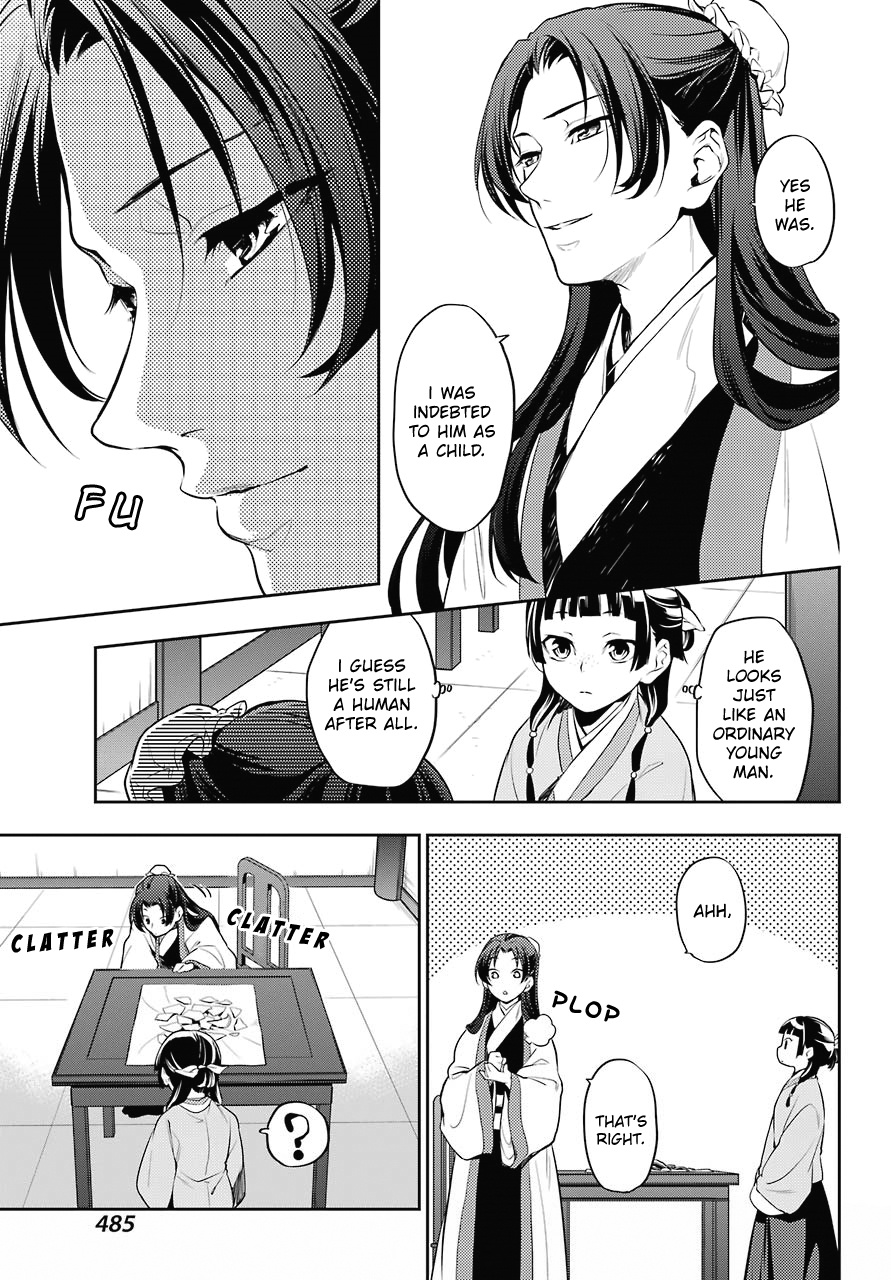 YES
HE
WAS.
I WAS
INDEBTED
TO HIM AS
A CHILD.
FU
HE
LOOKS
JUST
LIKE AN
ORDINARY
YOUNG
MAN.
I GUESS
HE'S STILL
A HUMAN
AFTER ALL.
AHH,
PLOP
THAT'S
RIGHT.
CLATTER
CLATTER
?
485